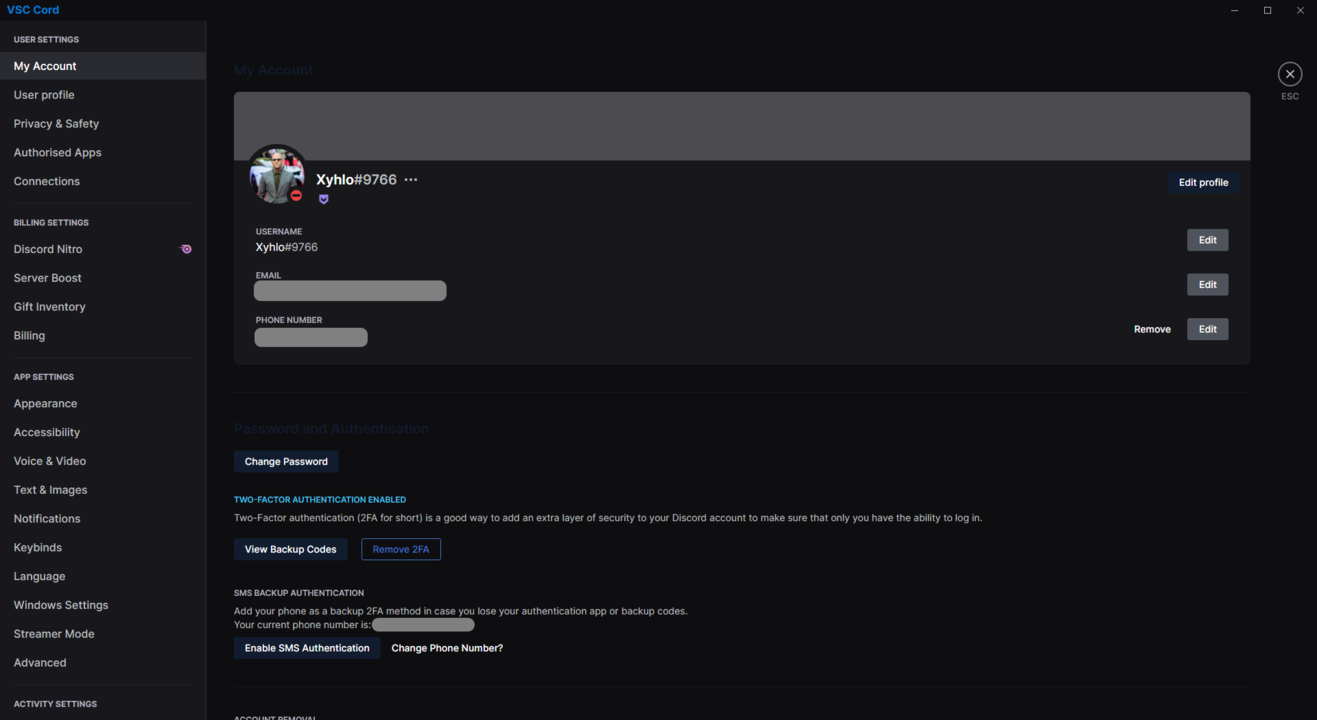 VSC Cord
USER SETTINGS
My Account
User profile
Privacy & Safety
Authorised Apps
Connections
BILLING SETTINGS
Discord Nitro
Server Boost
Gift Inventory
Billing
APP SETTINGS
Appearance
Accessibility
Voice & Video
Text & Images
Notifications
Keybinds
Language
Windows Settings
Streamer Mode
Advanced
ACTIVITY SETTINGS
My Account
ESC
Xyhlo#9766
Edit profile
USERNAME
Xyhlo#9766
Edit
EMAIL
Edit
PHONE NUMBER
Remove Edit
Password and Authentication
Change Password
TWO-FACTOR AUTHENTICATION ENABLED
Two-Factor authentication (2FA for short) is a good way to add an extra layer of security to your Discord account to make sure that only you have the ability to log in.
View Backup Codes Remove 2FA
SMS BACKUP AUTHENTICATION
Add your phone as a backup 2FA method in case you lose your authentication app or backup codes.
Your current phone number is:
Enable SMS Authentication Change Phone Number?
ACCOUNT REMOVAL